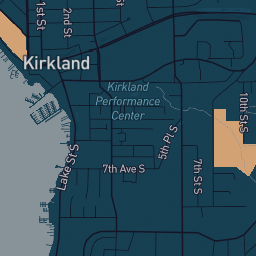 1st St
2nd St
Kirkland
Kirkland
Performance
Center
10th St S
Lake St S
5th Pl S
7th Ave S
7th St S